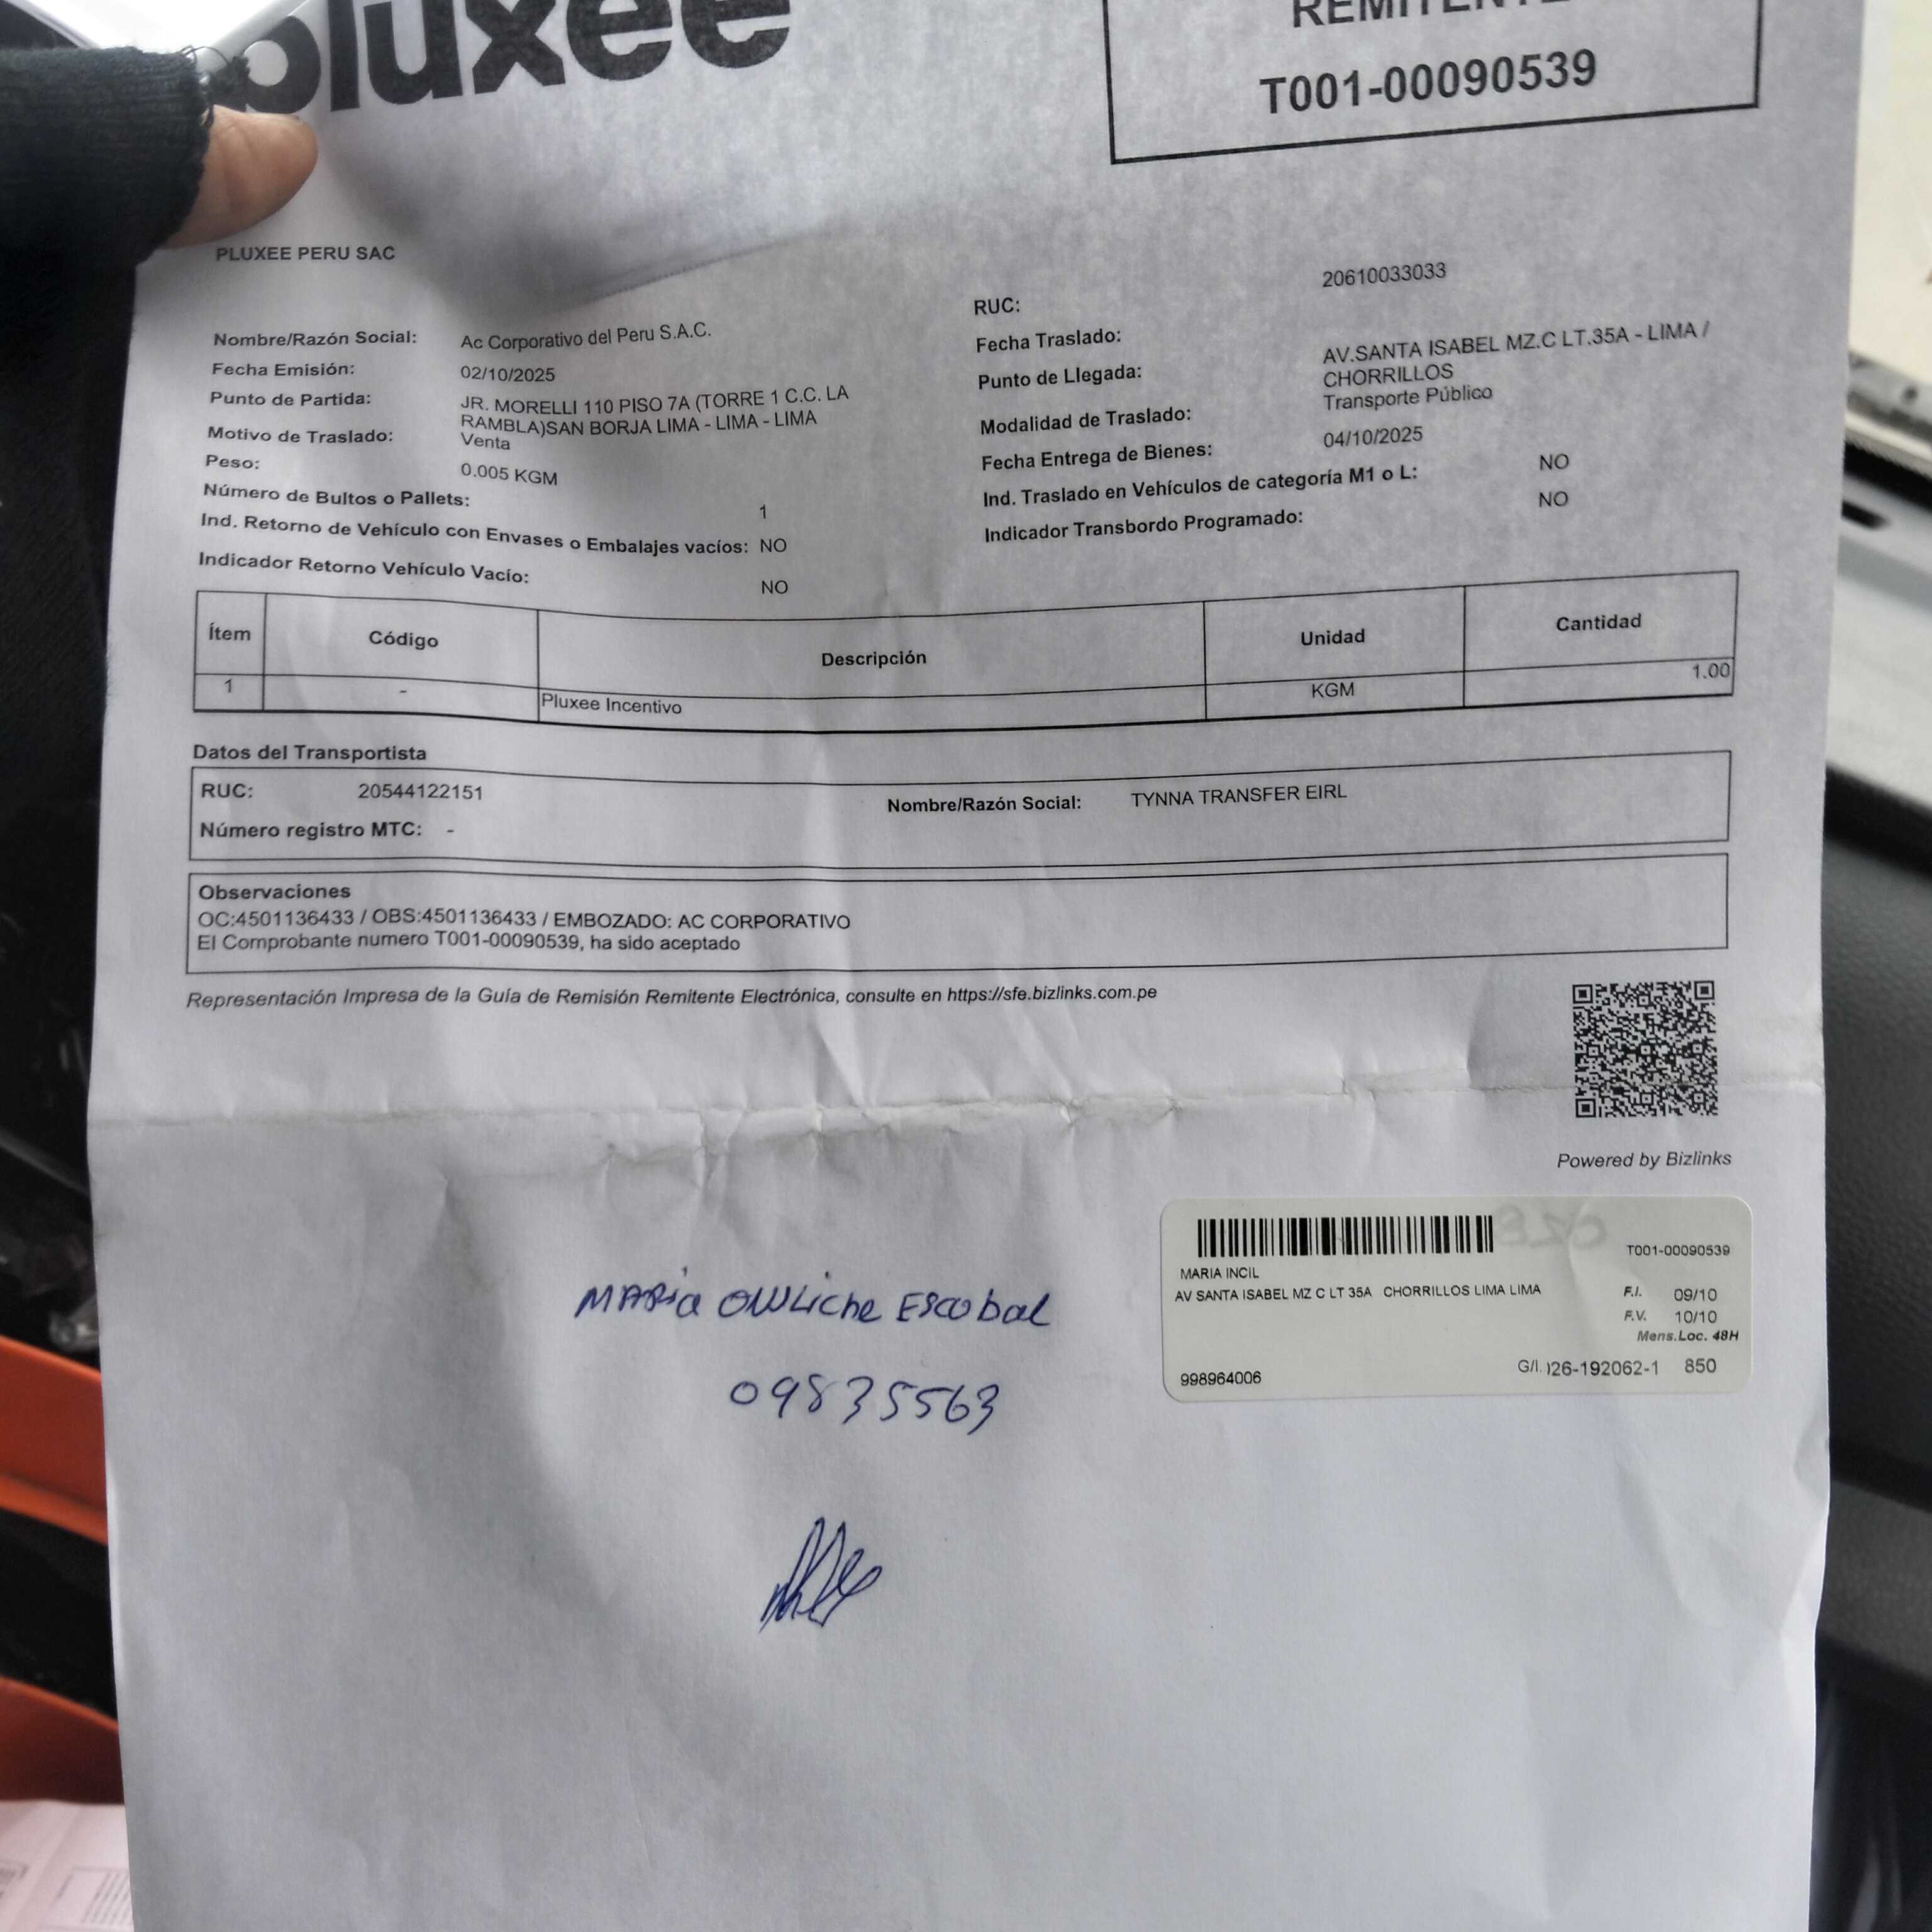 pluxee
REMITENTE
T001-00090539
PLUXEE PERU SAC
Nombre/Razón Social: Ac Corporativo del Peru S.A.C.
Fecha Emisión: 02/10/2025
Punto de Partida: JR. MORELLI 110 PISO 7A (TORRE 1 C.C. LA
RAMBLA)SAN BORJA LIMA - LIMA - LIMA
Motivo de Traslado: Venta
Peso: 0.005 KGM
Número de Bultos o Pallets: 1
Ind. Retorno de Vehículo con Envases o Embalajes vacíos: NO
Indicador Retorno Vehículo Vacío: NO
RUC: 20610033033
Fecha Traslado:
Punto de Llegada: AV.SANTA ISABEL MZ.C LT.35A - LIMA /
CHORRILLOS
Modalidad de Traslado: Transporte Público
Fecha Entrega de Bienes: 04/10/2025
Ind. Traslado en Vehículos de categoría M1 o L: NO
Indicador Transbordo Programado: NO
Ítem Código Descripción Unidad Cantidad
1 - Pluxee Incentivo KGM 1.00
Datos del Transportista
RUC: 20544122151 Nombre/Razón Social: TYNNA TRANSFER EIRL
Número registro MTC: -
Observaciones
OC:4501136433 / OBS:4501136433 / EMBOZADO: AC CORPORATIVO
El Comprobante numero T001-00090539, ha sido aceptado
Representación Impresa de la Guía de Remisión Remitente Electrónica, consulte en https://sfe.bizlinks.com.pe
Powered by Bizlinks
T001-00090539
MARIA INCIL
AV SANTA ISABEL MZ C LT 35A CHORRILLOS LIMA LIMA
F.I. 09/10
F.V. 10/10
Mens.Loc. 48H
998964006 G/I. )26-192062-1 850
MARia Escobal
09835563